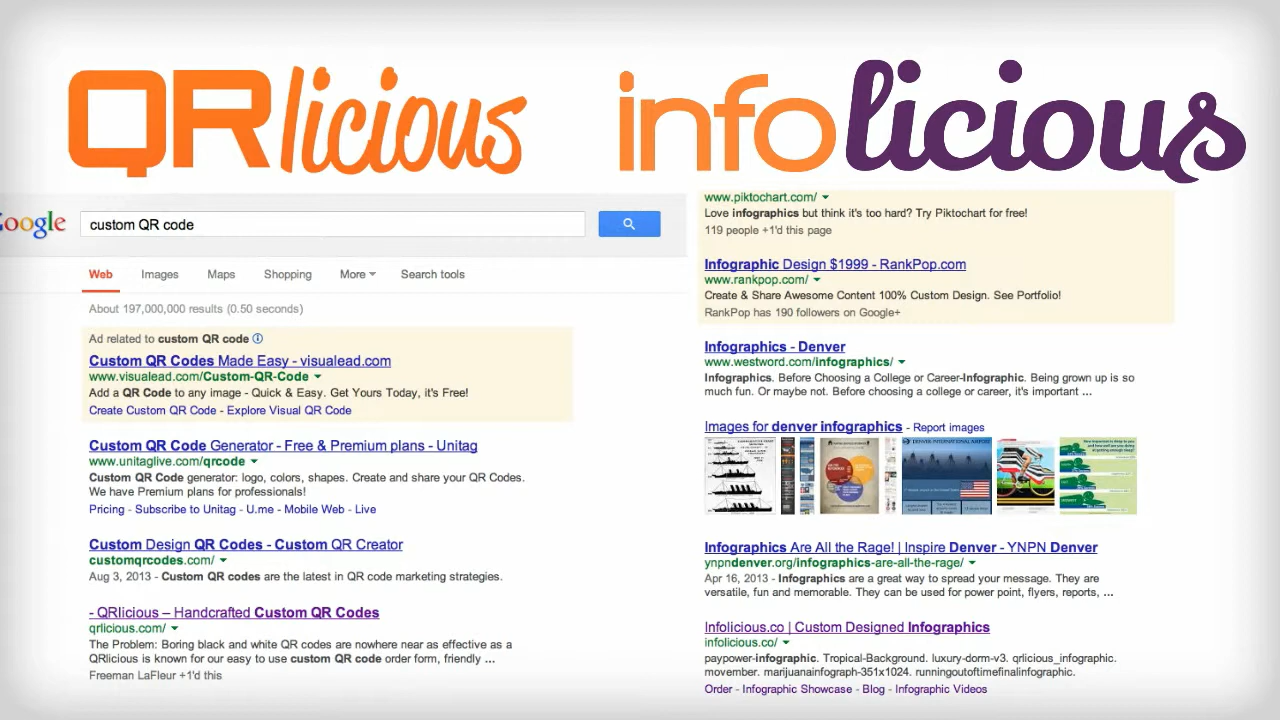 QRlicious
infolicious
Google
custom QR code
Web Images Maps Shopping More Search tools
About 197,000,000 results (0.50 seconds)
Ad related to custom QR code
Custom QR Codes Made Easy - visualead.com
www.visualead.com/Custom-QR-Code
Add a QR Code to any image - Quick & Easy. Get Yours Today, it's Free!
Create Custom QR Code - Explore Visual QR Code
Custom QR Code Generator - Free & Premium plans - Unitag
www.unitaglive.com/qrcode
Custom QR Code generator: logo, colors, shapes. Create and share your QR Codes.
We have Premium plans for professionals!
Pricing - Subscribe to Unitag - U.me - Mobile Web - Live
Custom Design QR Codes - Custom QR Creator
customqrcodes.com/
Aug 3, 2013 - Custom QR codes are the latest in QR code marketing strategies.
- QRlicious – Handcrafted Custom QR Codes
qrlicious.com/
The Problem: Boring black and white QR codes are nowhere near as effective as a
QRlicious is known for our easy to use custom QR code order form, friendly ...
Freeman LaFleur +1'd this
www.piktochart.com/
Love infographics but think it's too hard? Try Piktochart for free!
119 people +1'd this page
Infographic Design $1999 - RankPop.com
www.rankpop.com/
Create & Share Awesome Content 100% Custom Design. See Portfolio!
RankPop has 190 followers on Google+
Infographics - Denver
www.westword.com/infographics/
Infographics. Before Choosing a College or Career-Infographic. Being grown up is so
much fun. Or maybe not. Before choosing a college or career, it's important ...
Images for denver infographics - Report images
Infographics Are All the Rage! | Inspire Denver - YNPN Denver
ynpndenver.org/infographics-are-all-the-rage/
Apr 16, 2013 - Infographics are a great way to spread your message. They are
versatile, fun and memorable. They can be used for power point, flyers, reports, ...
Infolicious.co | Custom Designed Infographics
infolicious.co/
paypower-infographic. Tropical-Background. luxury-dorm-v3. qrlicious_infographic.
movember. marijuanainfograph-351x1024. runningoutoftimefinalinfographic.
Order - Infographic Showcase - Blog - Infographic Videos